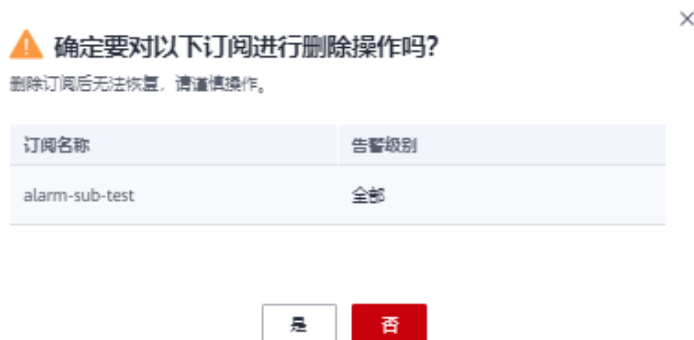 确定要对以下订阅进行删除操作吗?
删除订阅后无法恢复，请谨慎操作。
订阅名称 告警级别
alarm-sub-test 全部
是 否